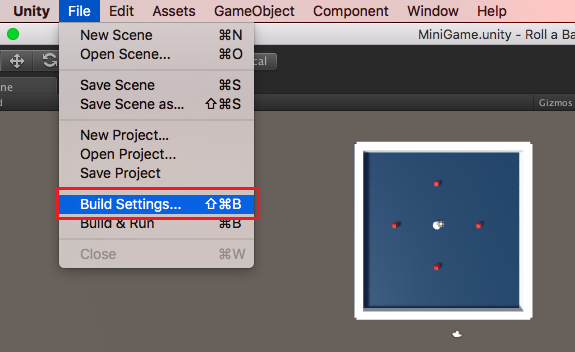 Unity File Edit Assets GameObject Component Window Help
MiniGame.unity - Roll a Ba
cal
ne
d
Gizmos
New Scene ⌘N
Open Scene... ⌘O
Save Scene ⌘S
Save Scene as... ⇧⌘S
New Project...
Open Project...
Save Project
Build Settings... ⇧⌘B
Build & Run ⌘B
Close ⌘W